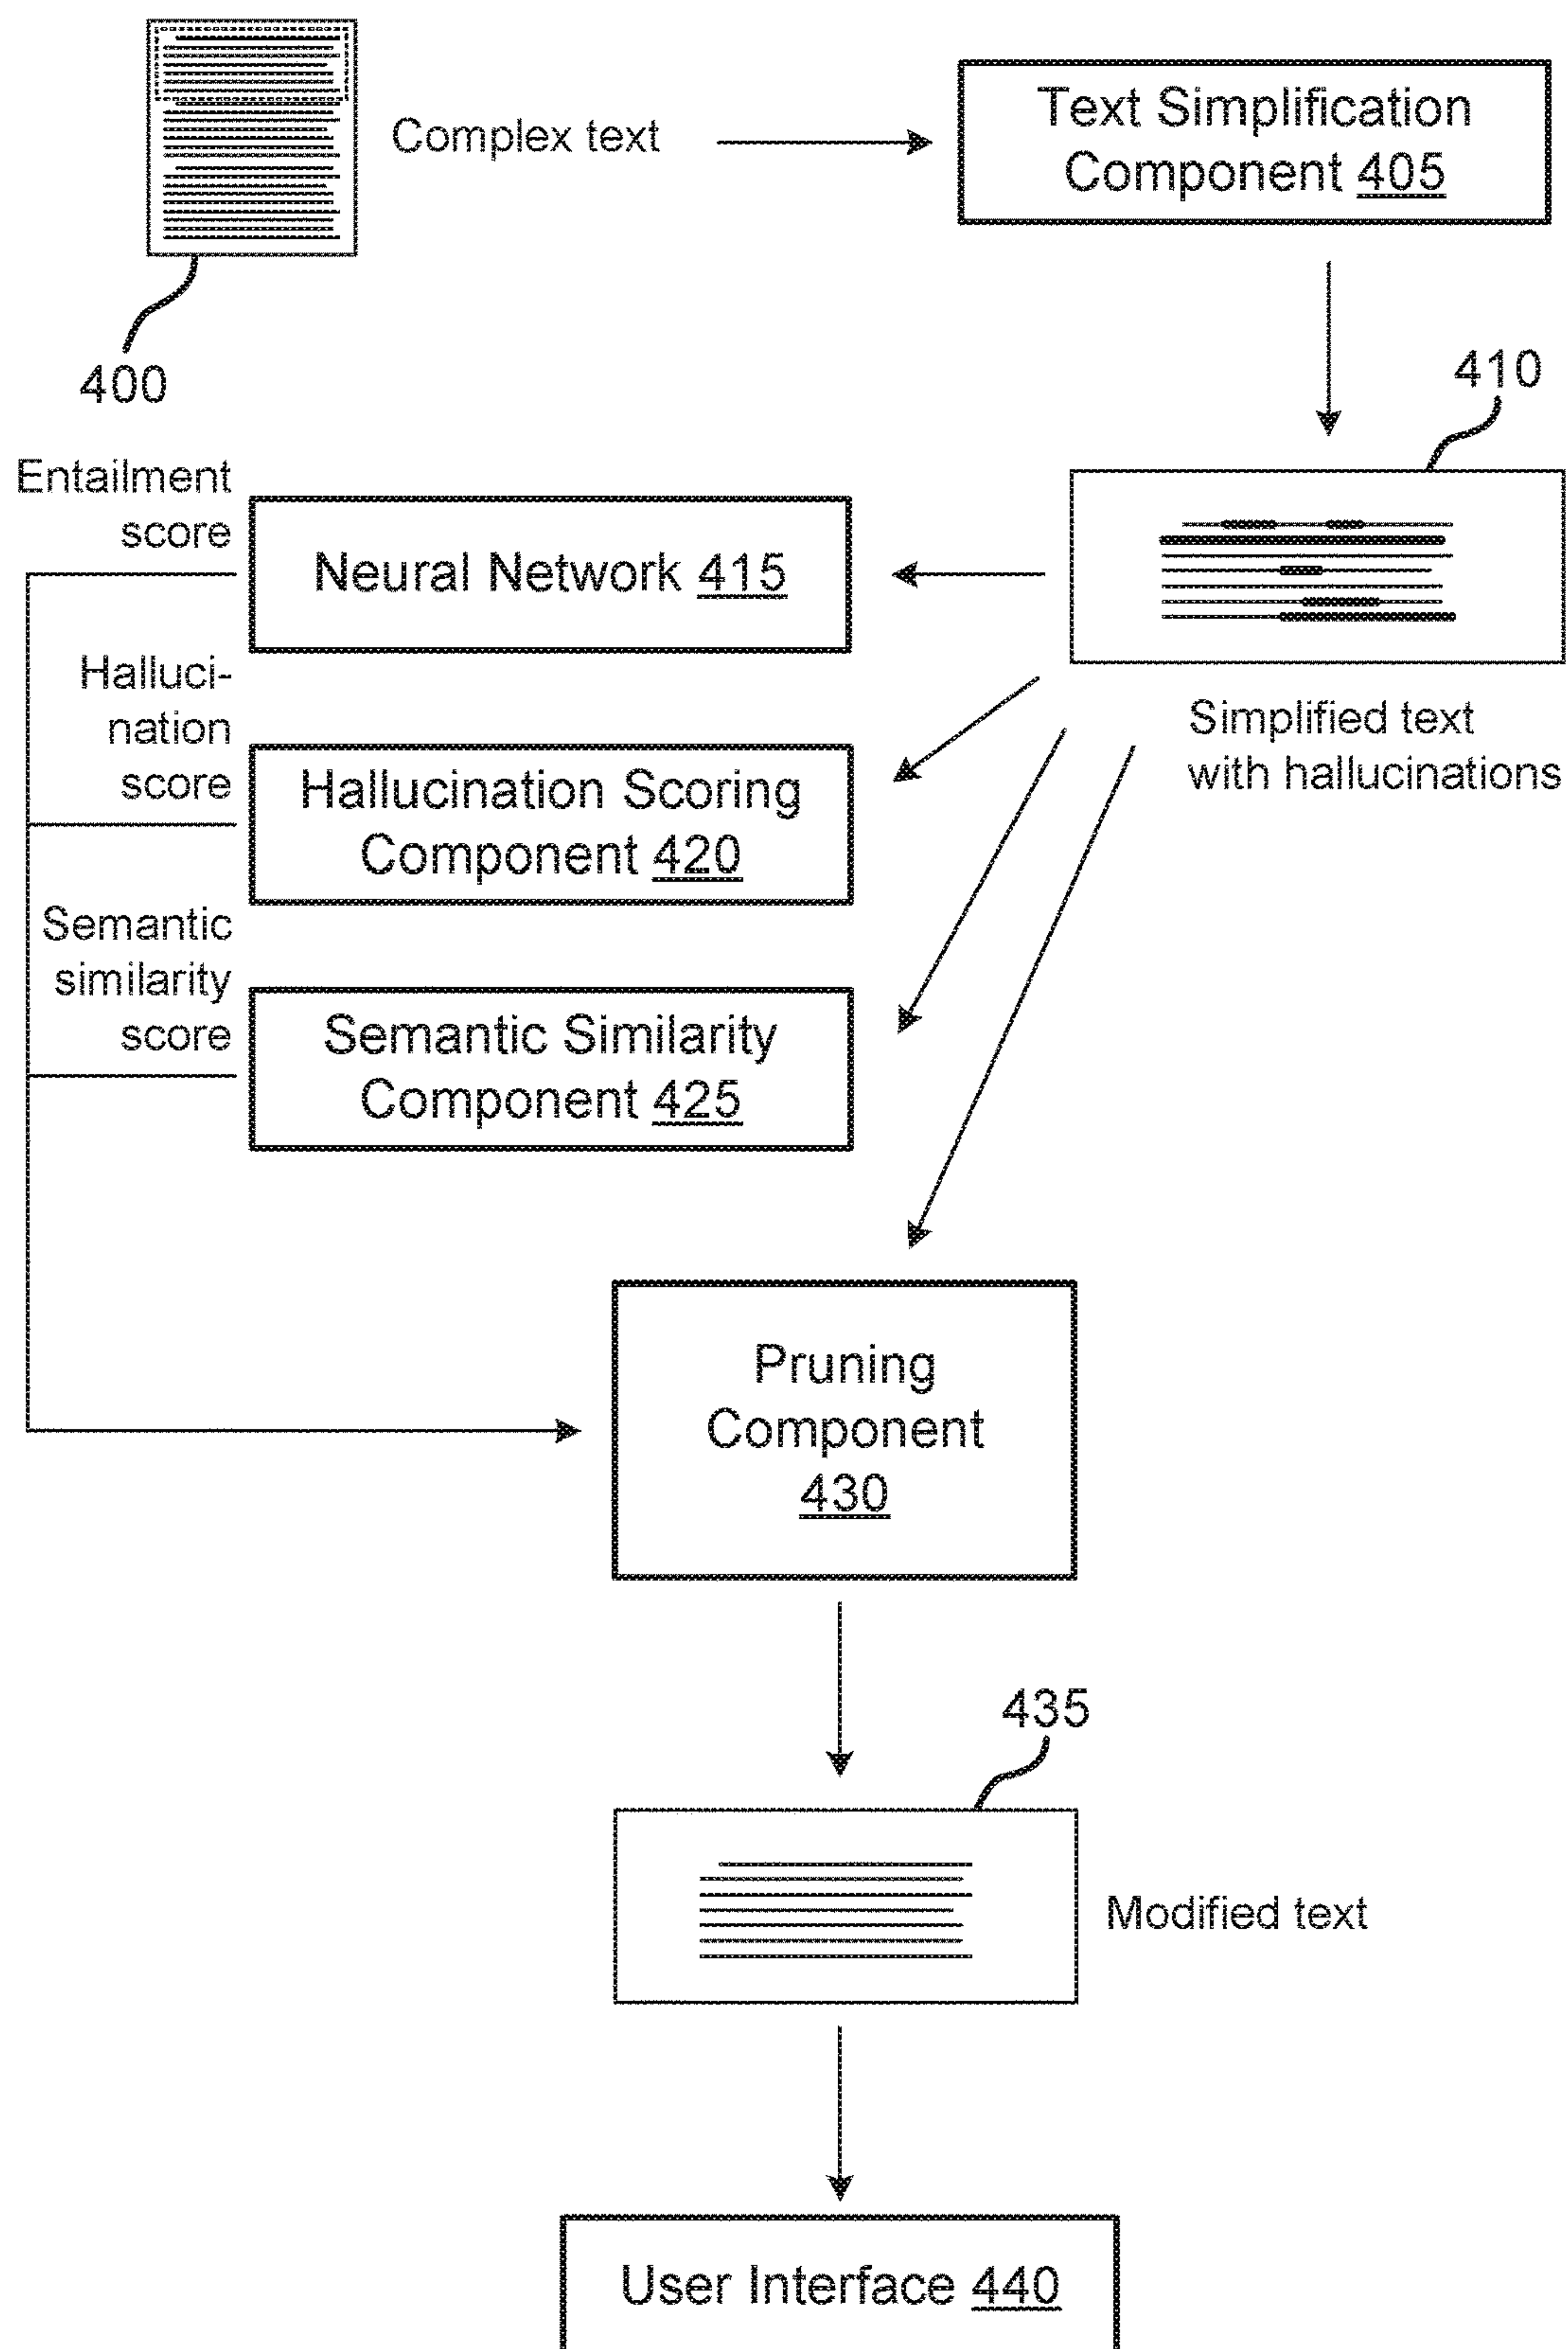 Complex text
Text Simplification
Component 405
400
410
Entailment
score
Neural Network 415
Halluci-
nation
score
Simplified text
with hallucinations
Hallucination Scoring
Component 420
Semantic
similarity
score
Semantic Similarity
Component 425
Pruning
Component
430
435
Modified text
User Interface 440